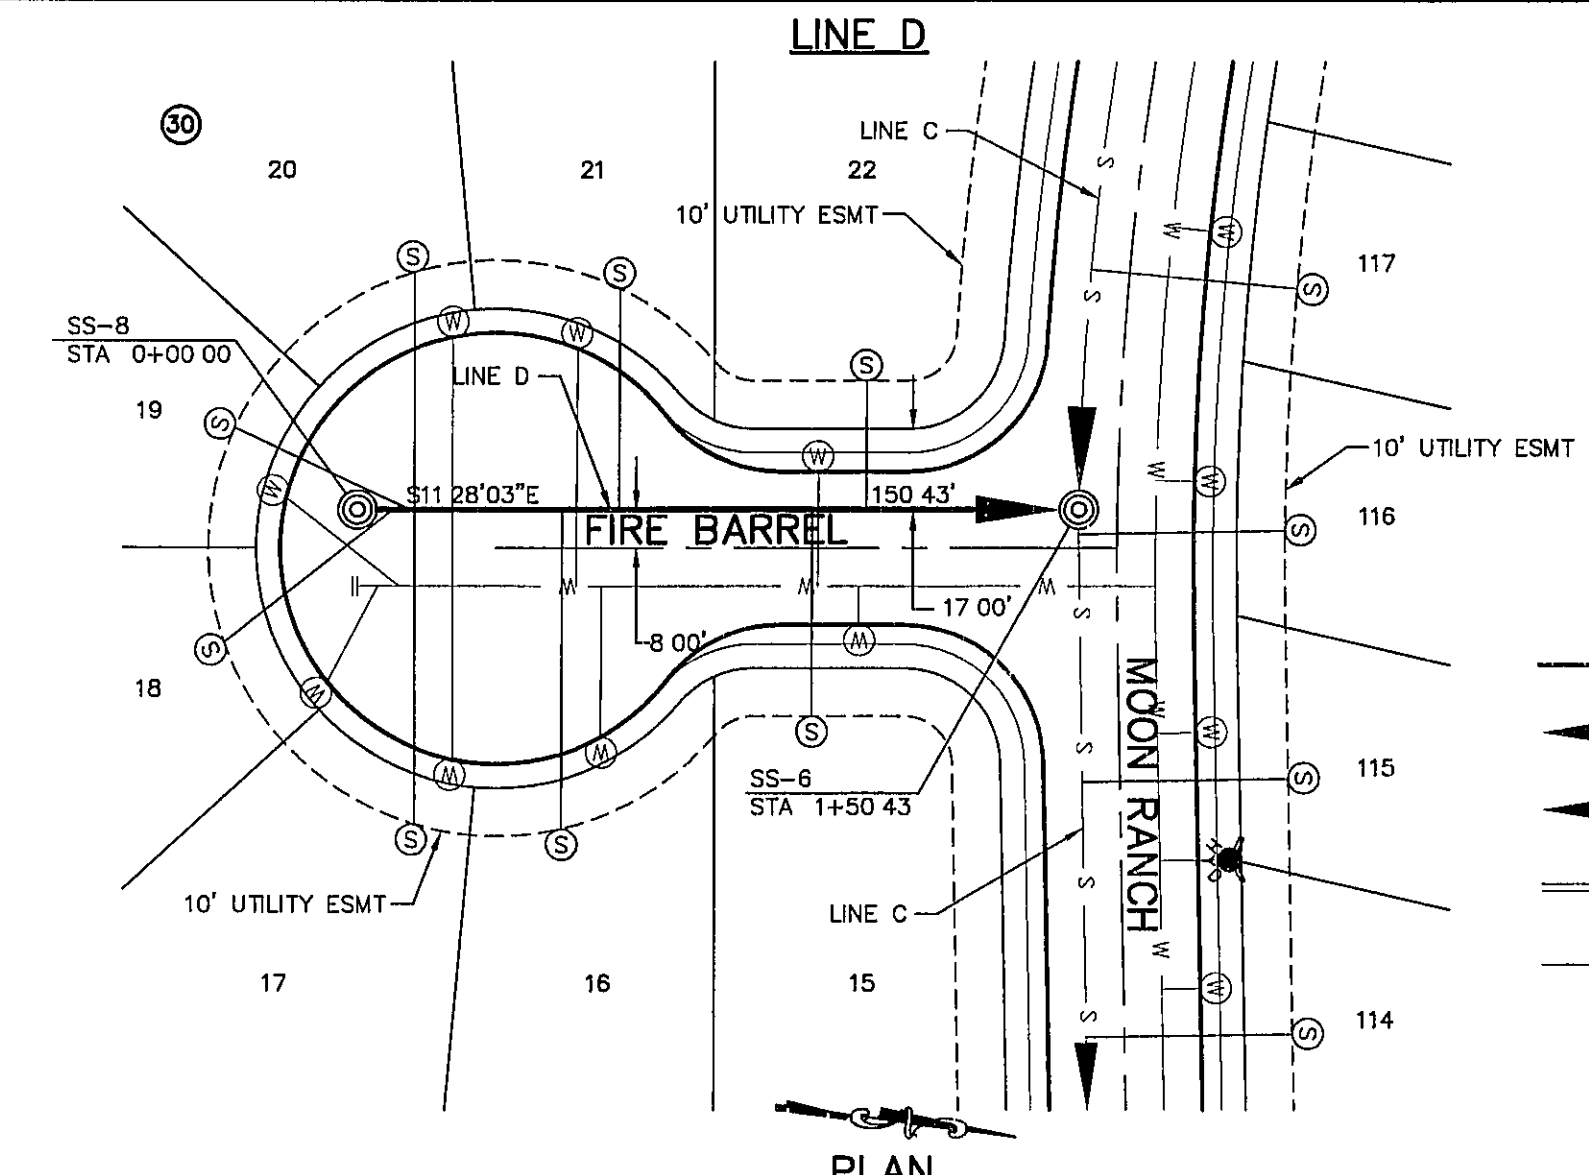 LINE D
30
20
21
22
LINE C
10' UTILITY ESMT
S
W
S
W
S
W
S
117
SS-8
STA 0+00 00
LINE D
S
W
19
S
W
W
S
W
10' UTILITY ESMT
S11 28'03"E
150 43'
116
S
FIRE BARREL
W
W
W
17 00'
S
8 00'
W
S
W
18
MOON RANCH
W
S
W
S
W
S
W
S
115
SS-6
STA 1+50 43
S
S
HYD
10' UTILITY ESMT
LINE C
S
W
17
16
15
W
S
S
114
PLAN